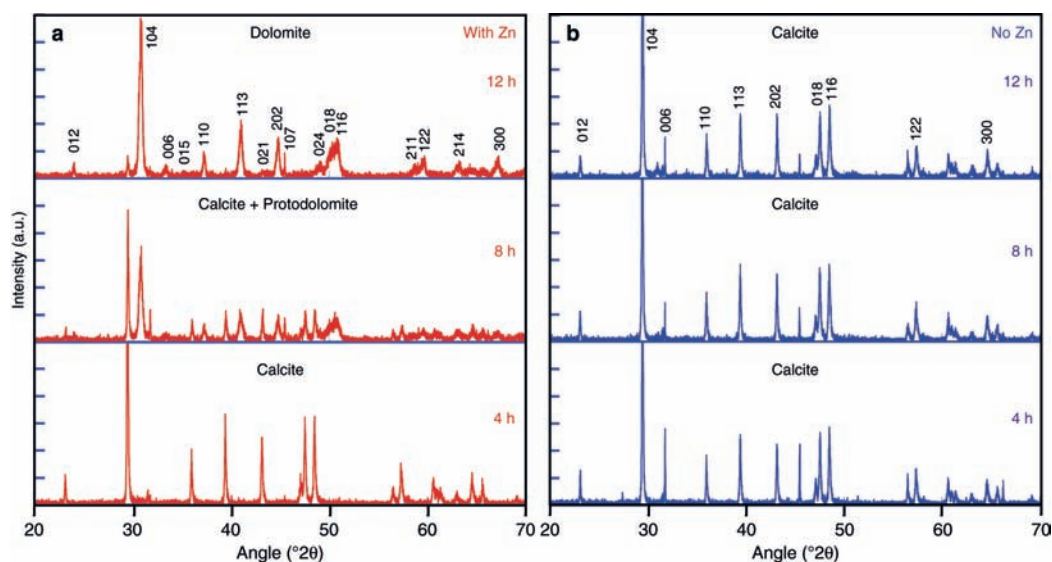 Intensity (a.u.)
a
Dolomite
With Zn
12 h
012
104
006
015
110
113
021
202
107
024
018
116
211
122
214
300
Calcite + Protodolomite
8 h
Calcite
4 h
20 30 40 50 60 70
Angle (°2θ)
b
Calcite
No Zn
12 h
012
104
006
110
113
202
018
116
122
300
Calcite
8 h
Calcite
4 h
20 30 40 50 60 70
Angle (°2θ)